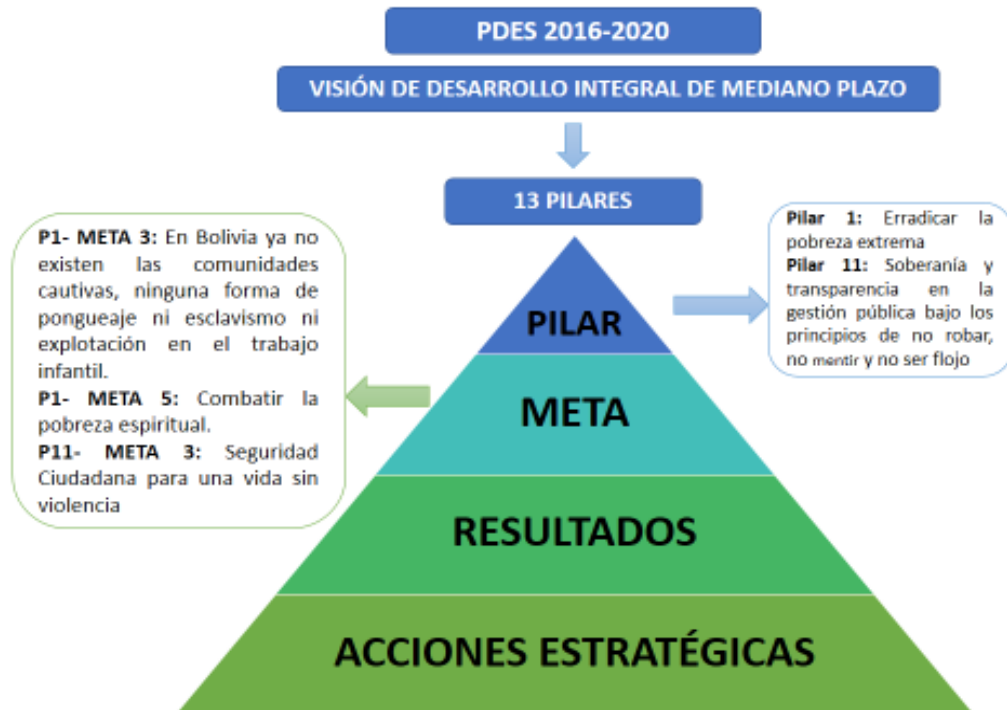 PDES 2016-2020
VISIÓN DE DESARROLLO INTEGRAL DE MEDIANO PLAZO
13 PILARES
P1- META 3: En Bolivia ya no
existen las comunidades
cautivas, ninguna forma de
pongueaje ni esclavismo ni
explotación en el trabajo
infantil.
P1- META 5: Combatir la
pobreza espiritual.
P11- META 3: Seguridad
Ciudadana para una vida sin
violencia
Pilar 1: Erradicar la
pobreza extrema
Pilar 11: Soberanía y
transparencia en la
gestión pública bajo los
principios de no robar,
no mentir y no ser flojo
PILAR
META
RESULTADOS
ACCIONES ESTRATÉGICAS